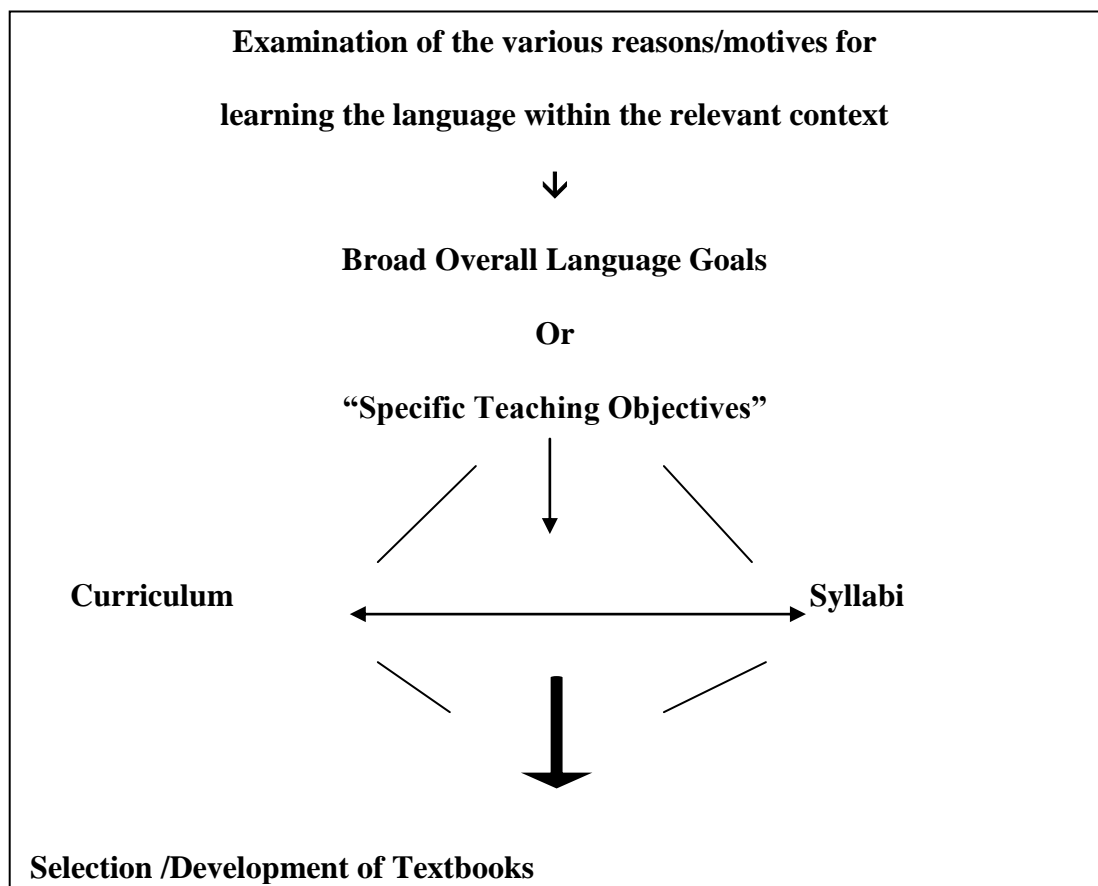 Examination of the various reasons/motives for
learning the language within the relevant context
Broad Overall Language Goals
Or
“Specific Teaching Objectives”
Curriculum
Syllabi
Selection /Development of Textbooks